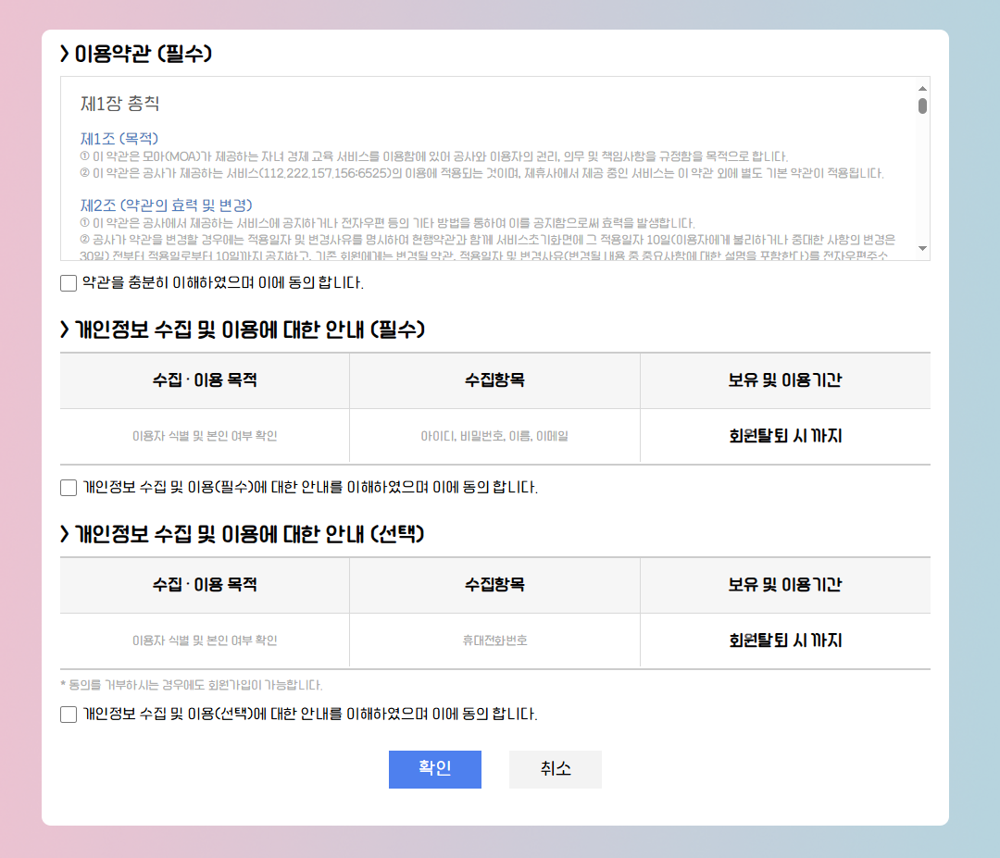 > 이용약관 (필수)
제1장 총칙
제1조 (목적)
① 이 약관은 모아(MOA)가 제공하는 자녀 경제 교육 서비스를 이용함에 있어 공사와 이용자의 권리, 의무 및 책임사항을 규정함을 목적으로 합니다.
② 이 약관은 공사가 제공하는 서비스(112.222.157.156:6525)의 이용에 적용되는 것이며, 제휴사에서 제공 중인 서비스는 이 약관 외에 별도 기본 약관이 적용됩니다.
제2조 (약관의 효력 및 변경)
① 이 약관은 공사에서 제공하는 서비스에 공지하거나 전자우편 등의 기타 방법을 통하여 이를 공지함으로써 효력을 발생합니다.
② 공사가 약관을 변경할 경우에는 적용일자 및 변경사유를 명시하여 현행약관과 함께 서비스초기화면에 그 적용일자 10일(이용자에게 불리하거나 중대한 사항의 변경은
30일) 전부터 적용일로부터 10일까지 공지하고, 기존 회원에게는 변경될 약관, 적용일자 및 변경사유(변경될 내용 중 중요사항에 대한 설명을 포함한다)를 전자우편주소
약관을 충분히 이해하였으며 이에 동의 합니다.
> 개인정보 수집 및 이용에 대한 안내 (필수)
수집 · 이용 목적 수집항목 보유 및 이용기간
이용자 식별 및 본인 여부 확인 아이디, 비밀번호, 이름, 이메일 회원탈퇴 시 까지
개인정보 수집 및 이용(필수)에 대한 안내를 이해하였으며 이에 동의 합니다.
> 개인정보 수집 및 이용에 대한 안내 (선택)
수집 · 이용 목적 수집항목 보유 및 이용기간
이용자 식별 및 본인 여부 확인 휴대전화번호 회원탈퇴 시 까지
* 동의를 거부하시는 경우에도 회원가입이 가능합니다.
개인정보 수집 및 이용(선택)에 대한 안내를 이해하였으며 이에 동의 합니다.
확인 취소